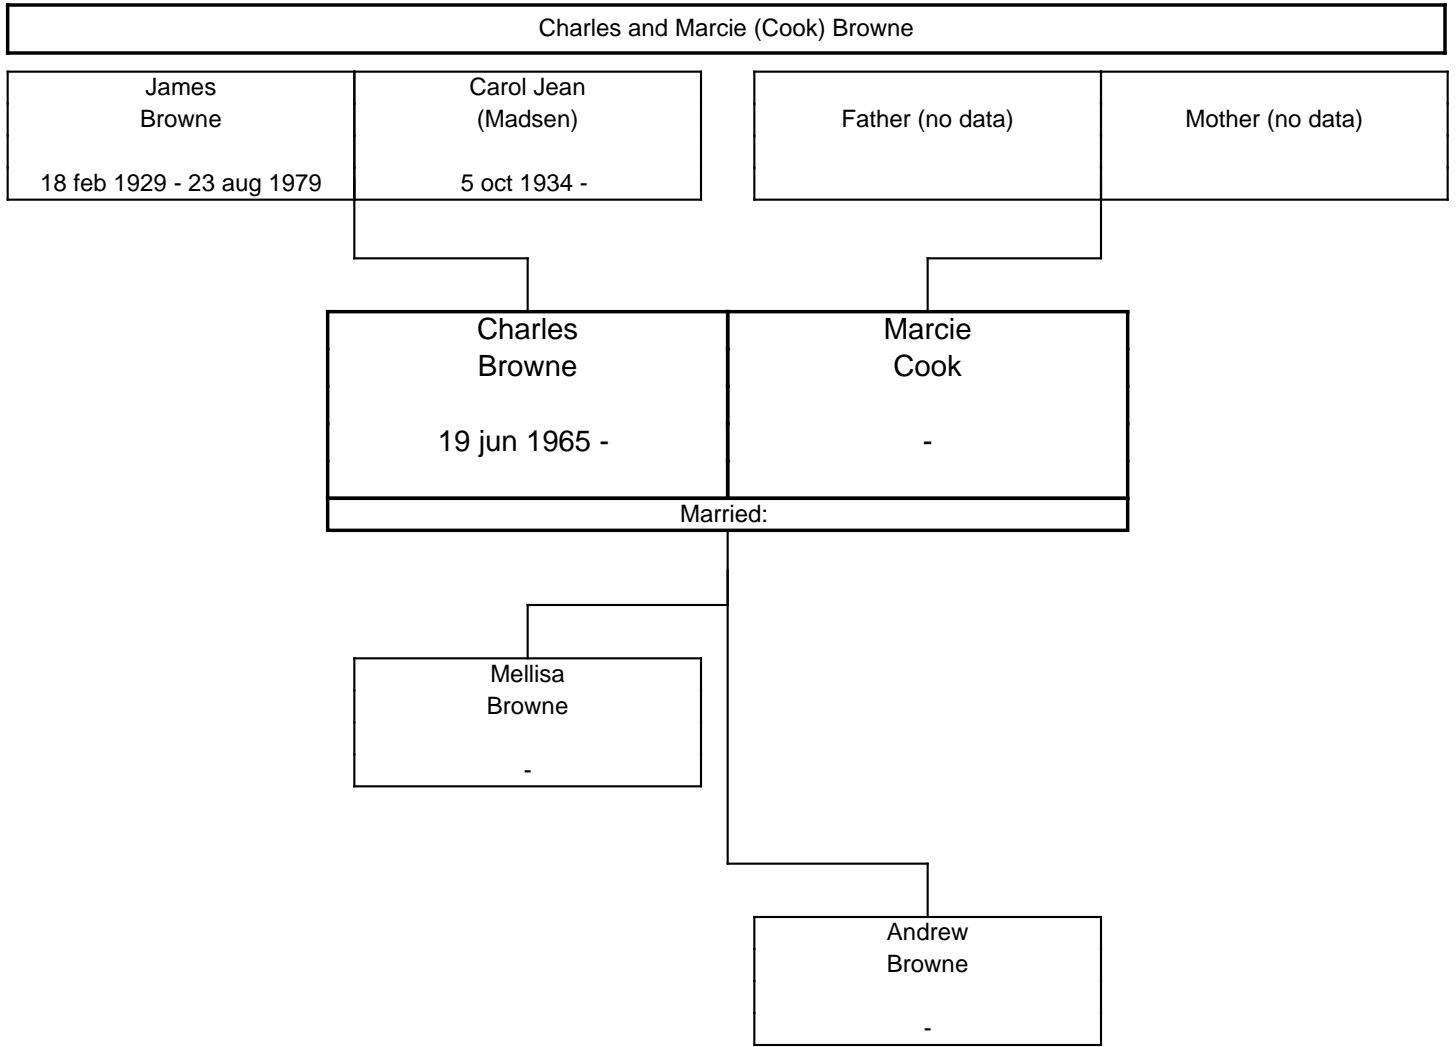 Charles and Marcie (Cook) Browne
James
Browne
18 feb 1929 - 23 aug 1979
Carol Jean
(Madsen)
5 oct 1934 -
Father (no data)
Mother (no data)
Charles
Browne
19 jun 1965 -
Marcie
Cook
-
Married:
Mellisa
Browne
-
Andrew
Browne
-